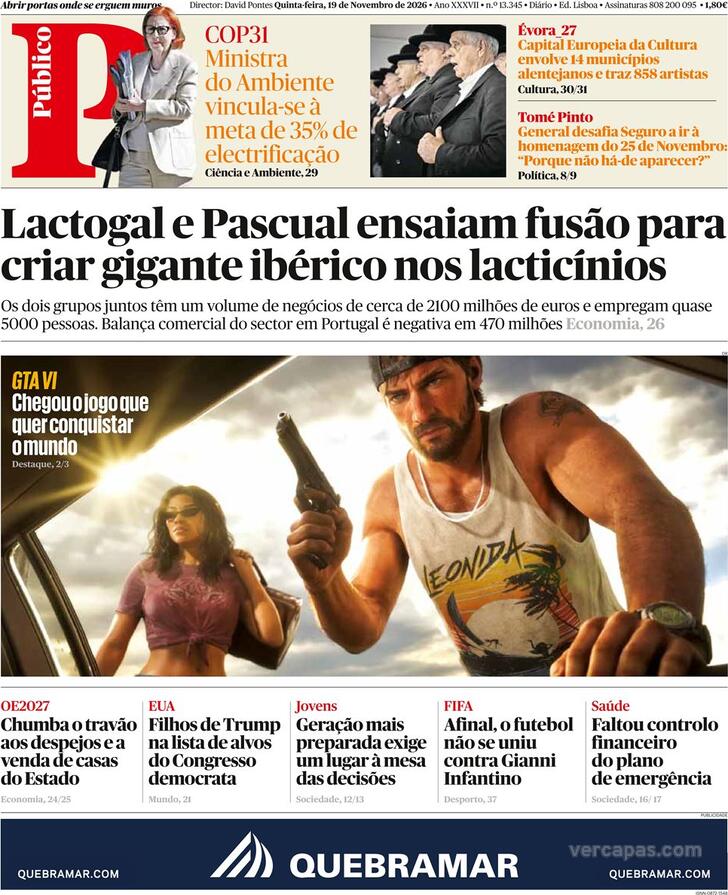 Abrir portas onde se erguem muros
Director: David Pontes Quinta-feira, 19 de Novembro de 2026 • Ano XXXVII • n.º 13.345 • Diário • Ed. Lisboa • Assinaturas 808 200 095 • 1,80€
Público
P
COP31
Ministra
do Ambiente
vincula-se à
meta de 35% de
electrificação
Ciência e Ambiente, 29
Évora_27
Capital Europeia da Cultura
envolve 14 municípios
alentejanos e traz 858 artistas
Cultura, 30/31
Tomé Pinto
General desafia Seguro a ir à
homenagem do 25 de Novembro:
“Porque não há-de aparecer?”
Política, 8/9
Lactogal e Pascual ensaiam fusão para
criar gigante ibérico nos lacticínios
Os dois grupos juntos têm um volume de negócios de cerca de 2100 milhões de euros e empregam quase
5000 pessoas. Balança comercial do sector em Portugal é negativa em 470 milhões Economia, 26
GTA VI
Chegou o jogo que
quer conquistar
o mundo
Destaque, 2/3
LEONIDA
OE2027
Chumba o travão
aos despejos e a
venda de casas
do Estado
Economia, 24/25
EUA
Filhos de Trump
na lista de alvos
do Congresso
democrata
Mundo, 21
Jovens
Geração mais
preparada exige
um lugar à mesa
das decisões
Sociedade, 12/13
FIFA
Afinal, o futebol
não se uniu
contra Gianni
Infantino
Desporto, 37
Saúde
Faltou controlo
financeiro
do plano
de emergência
Sociedade, 16/17
PUBLICIDADE
QUEBRAMAR.COM
QUEBRAMAR
vercapas.com
QUEBRAMAR.COM